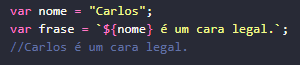 var nome = "Carlos";
var frase = `${nome} é um cara legal.`;
//Carlos é um cara legal.